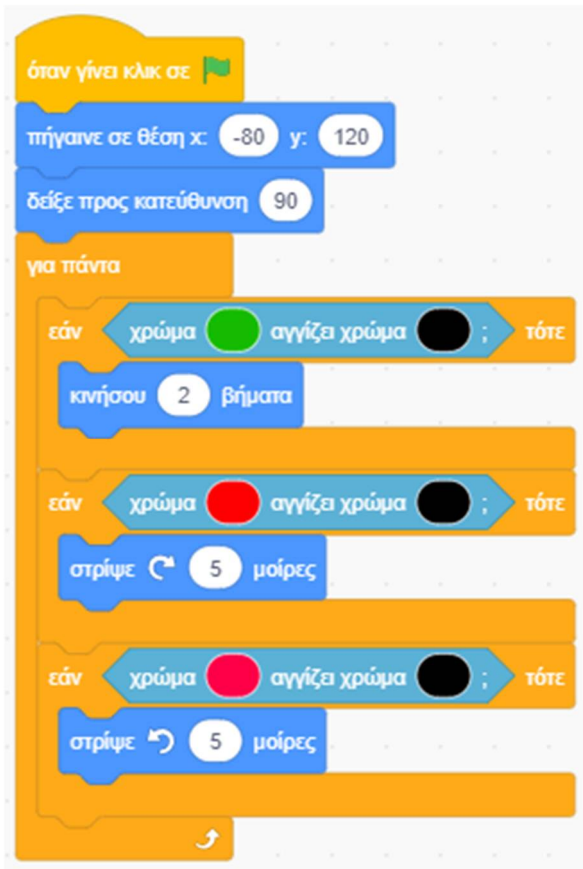 όταν γίνει κλικ σε
πήγαινε σε θέση x: -80 y: 120
δείξε προς κατεύθυνση 90
για πάντα
εάν χρώμα αγγίζει χρώμα ; τότε
κινήσου 2 βήματα
εάν χρώμα αγγίζει χρώμα ; τότε
στρίψε 5 μοίρες
εάν χρώμα αγγίζει χρώμα ; τότε
στρίψε 5 μοίρες